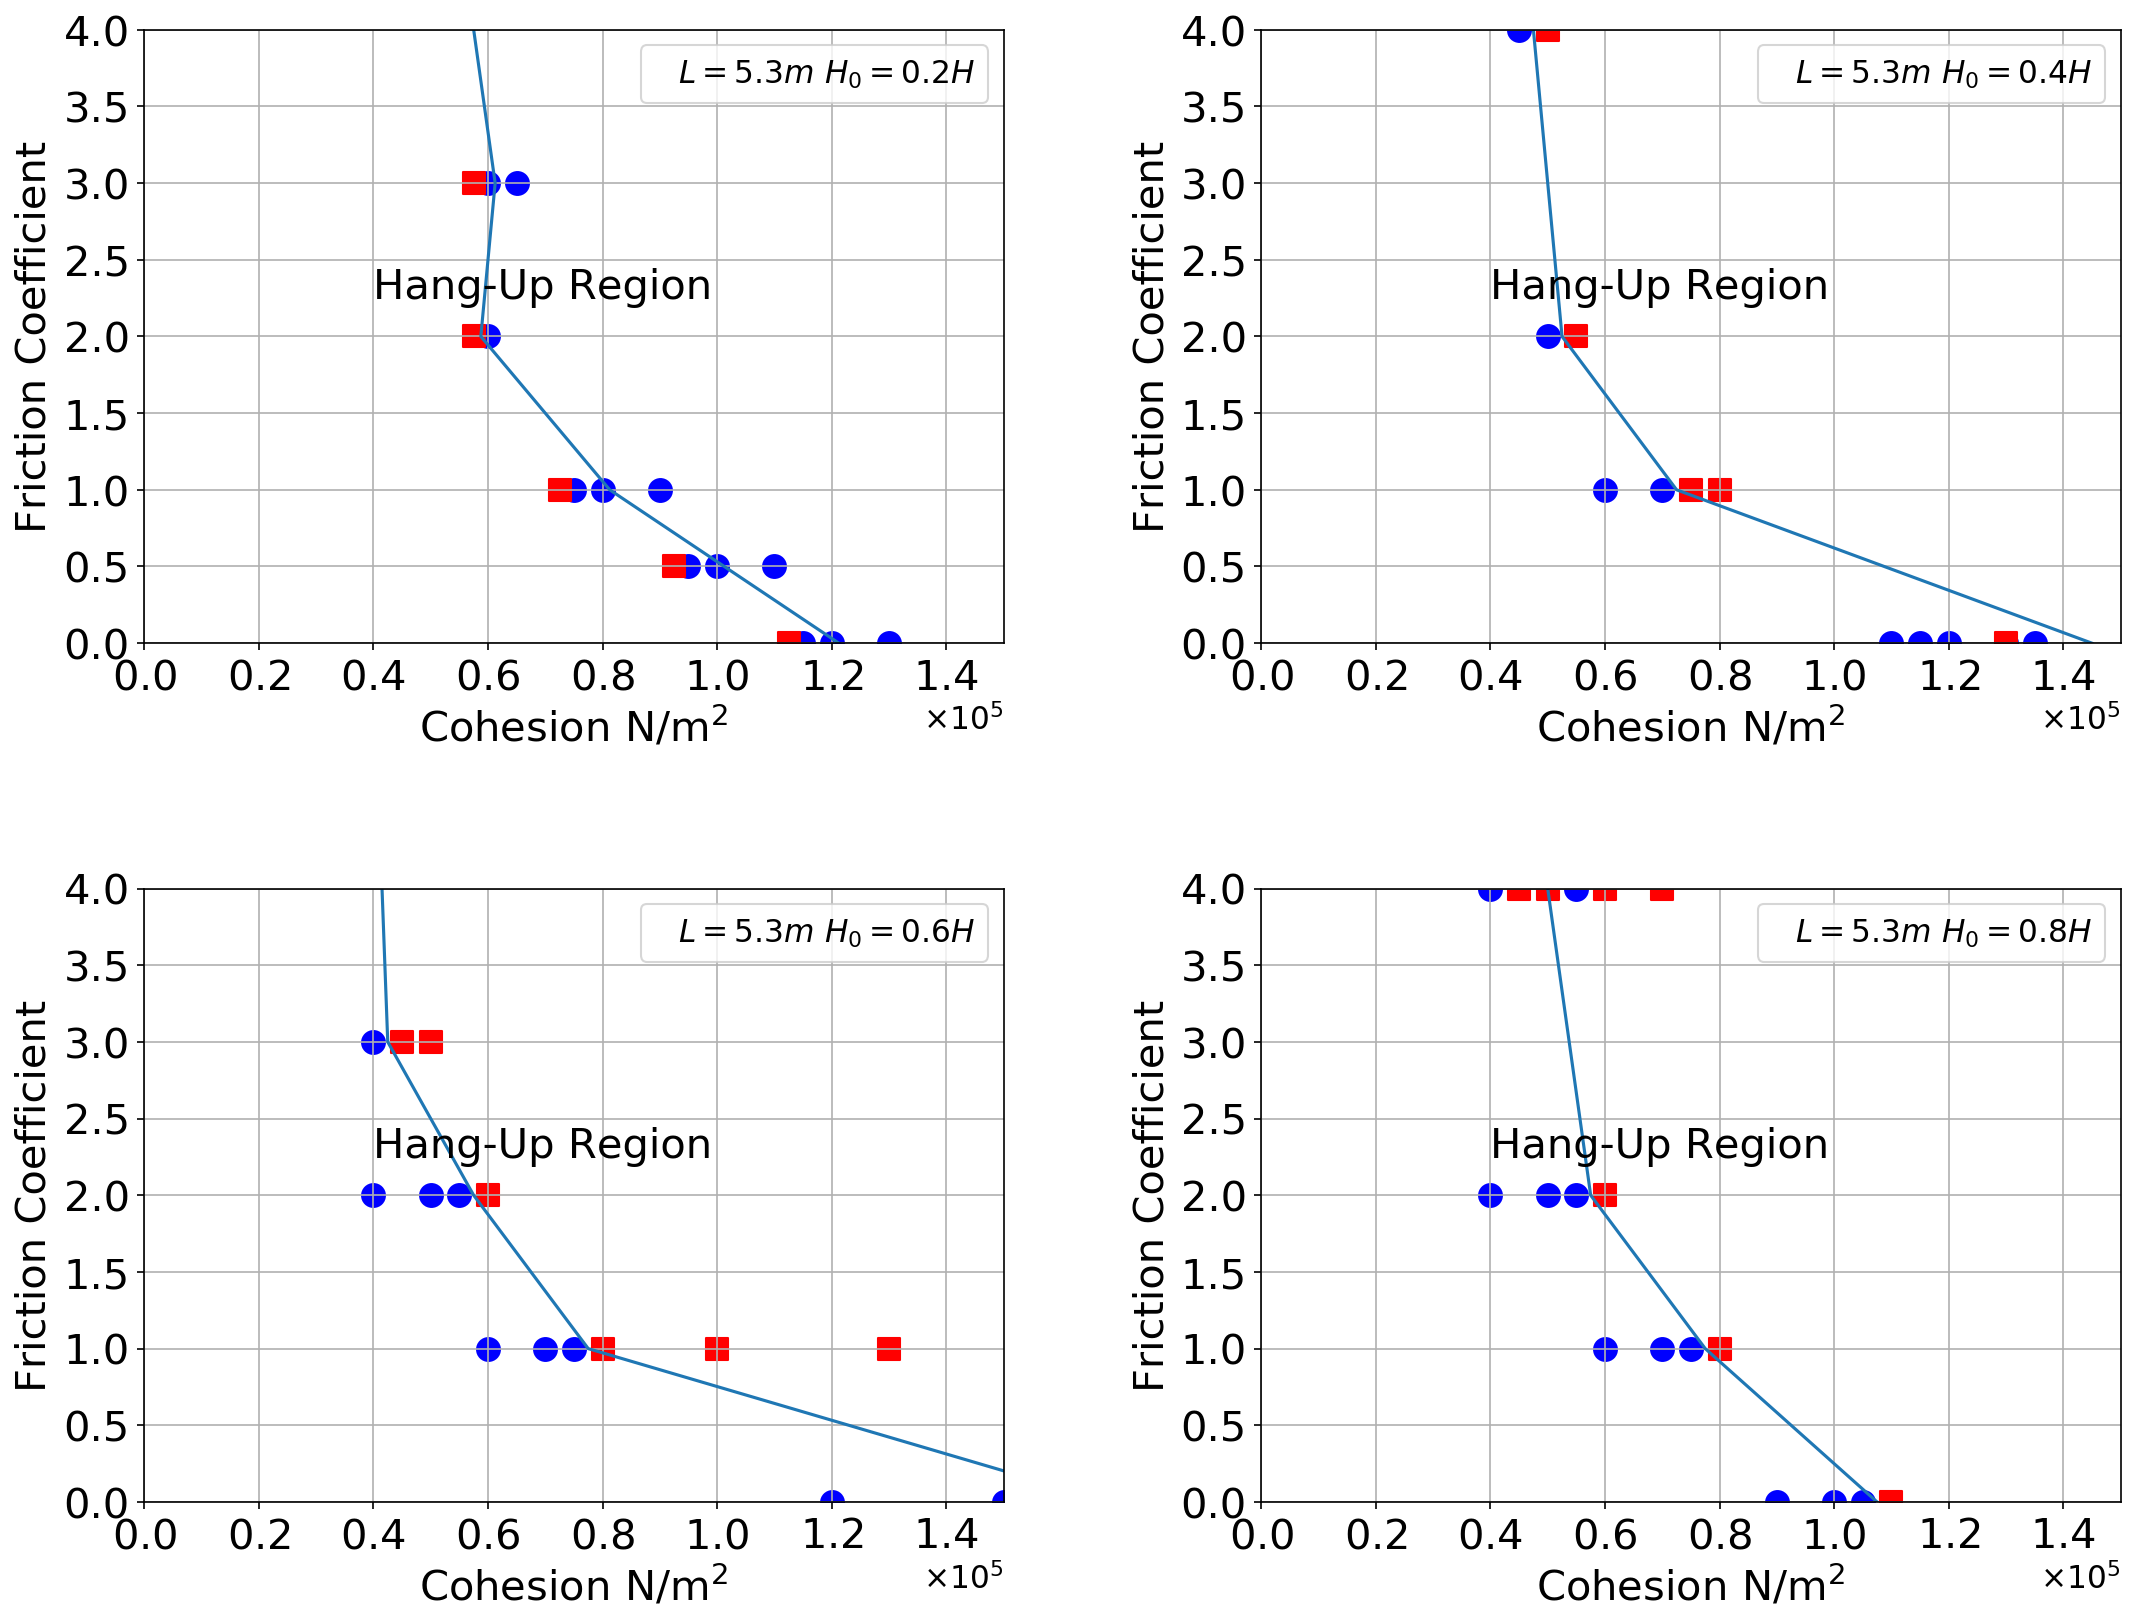 4.0
3.5
3.0
2.5
2.0
1.5
1.0
0.5
0.0
Friction Coefficient
L = 5.3m H₀ = 0.2H
Hang-Up Region
0.0 0.2 0.4 0.6 0.8 1.0 1.2 1.4
×10⁵
Cohesion N/m²
4.0
3.5
3.0
2.5
2.0
1.5
1.0
0.5
0.0
Friction Coefficient
L = 5.3m H₀ = 0.4H
Hang-Up Region
0.0 0.2 0.4 0.6 0.8 1.0 1.2 1.4
×10⁵
Cohesion N/m²
4.0
3.5
3.0
2.5
2.0
1.5
1.0
0.5
0.0
Friction Coefficient
L = 5.3m H₀ = 0.6H
Hang-Up Region
0.0 0.2 0.4 0.6 0.8 1.0 1.2 1.4
×10⁵
Cohesion N/m²
4.0
3.5
3.0
2.5
2.0
1.5
1.0
0.5
0.0
Friction Coefficient
L = 5.3m H₀ = 0.8H
Hang-Up Region
0.0 0.2 0.4 0.6 0.8 1.0 1.2 1.4
×10⁵
Cohesion N/m²